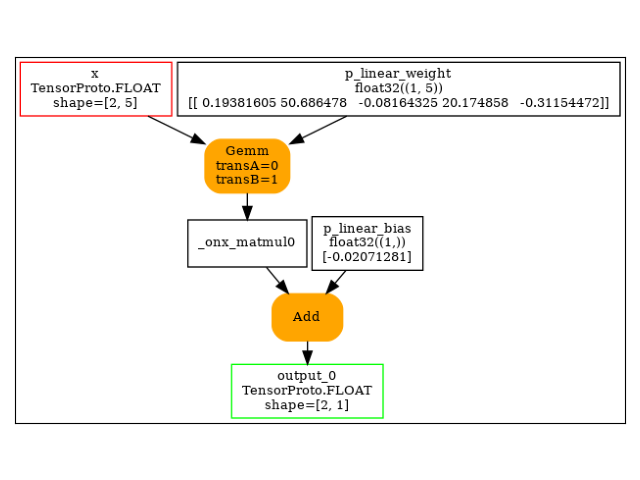 x
TensorProto.FLOAT
shape=[2, 5]
p_linear_weight
float32((1, 5))
[[ 0.19381605 50.686478   -0.08164325 20.174858   -0.31154472]]
Gemm
transA=0
transB=1
_onx_matmul0
p_linear_bias
float32((1,))
[-0.02071281]
Add
output_0
TensorProto.FLOAT
shape=[2, 1]